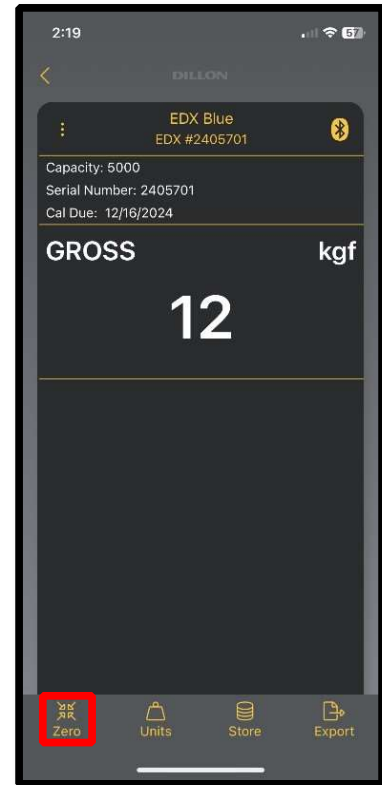 2:19 57
DILLON
EDX Blue
EDX #2405701
Capacity: 5000
Serial Number: 2405701
Cal Due: 12/16/2024
GROSS kgf
12
Zero Units Store Export